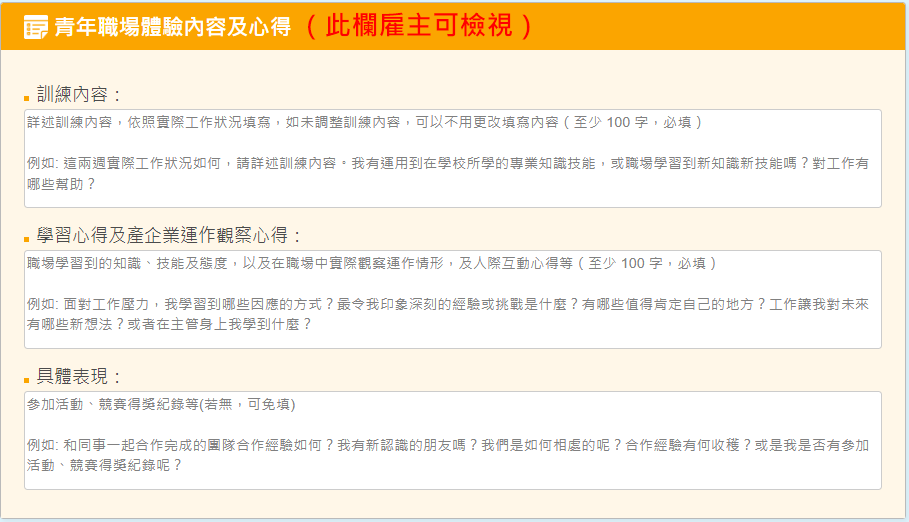 青年職場體驗內容及心得（此欄雇主可檢視）
訓練內容：
詳述訓練內容，依照實際工作狀況填寫，如未調整訓練內容，可以不用更改填寫內容（至少 100 字，必填）
例如: 這兩週實際工作狀況如何，請詳述訓練內容。我有運用到在學校所學的專業知識技能，或職場學習到新知識新技能嗎？對工作有
哪些幫助？
學習心得及產企業運作觀察心得：
職場學習到的知識、技能及態度，以及在職場中實際觀察運作情形，及人際互動心得等（至少 100 字，必填）
例如: 面對工作壓力，我學習到哪些因應的方式？最令我印象深刻的經驗或挑戰是什麼？有哪些值得肯定自己的地方？工作讓我對未來
有哪些新想法？或者在主管身上我學到什麼？
具體表現：
參加活動、競賽得獎紀錄等(若無，可免填)
例如: 和同事一起合作完成的團隊合作經驗如何？我有新認識的朋友嗎？我們是如何相處的呢？合作經驗有何收穫？或是我是否有參加
活動、競賽得獎紀錄呢？